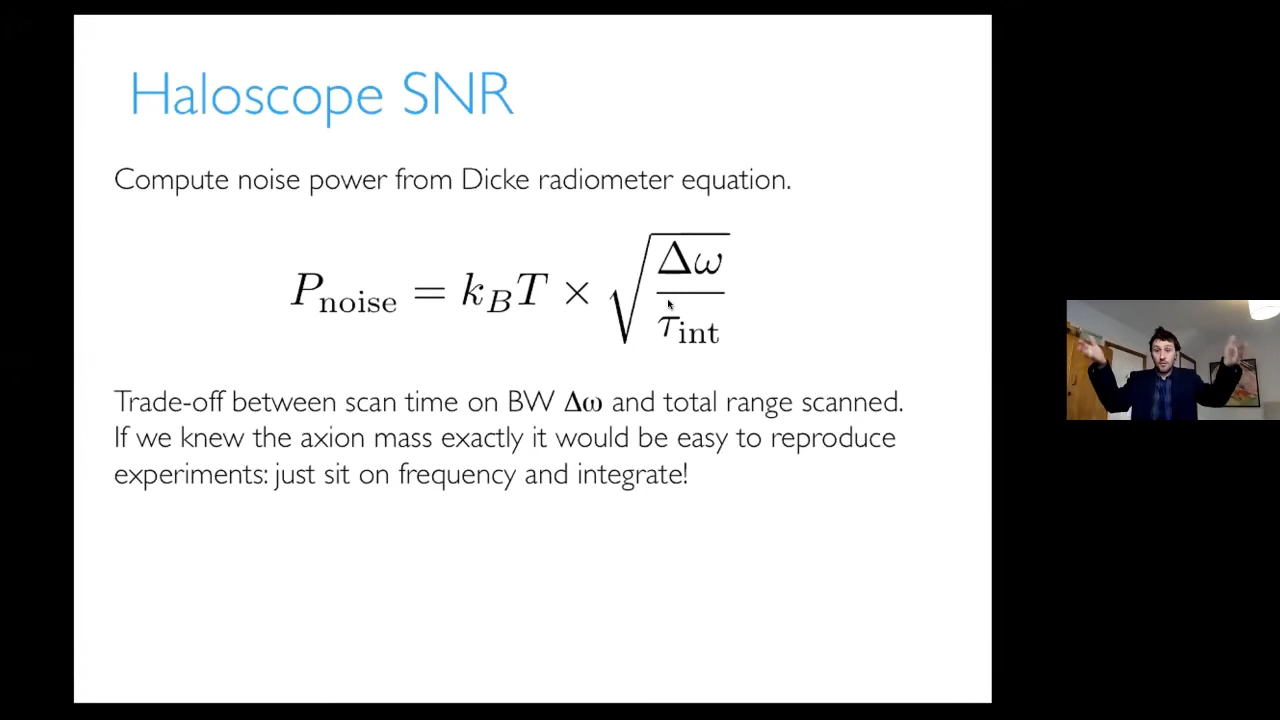 Haloscope SNR
Compute noise power from Dicke radiometer equation.
P_noise = k_B T × √(Δω / τ_int)
Trade-off between scan time on BW Δω and total range scanned.
If we knew the axion mass exactly it would be easy to reproduce
experiments: just sit on frequency and integrate!